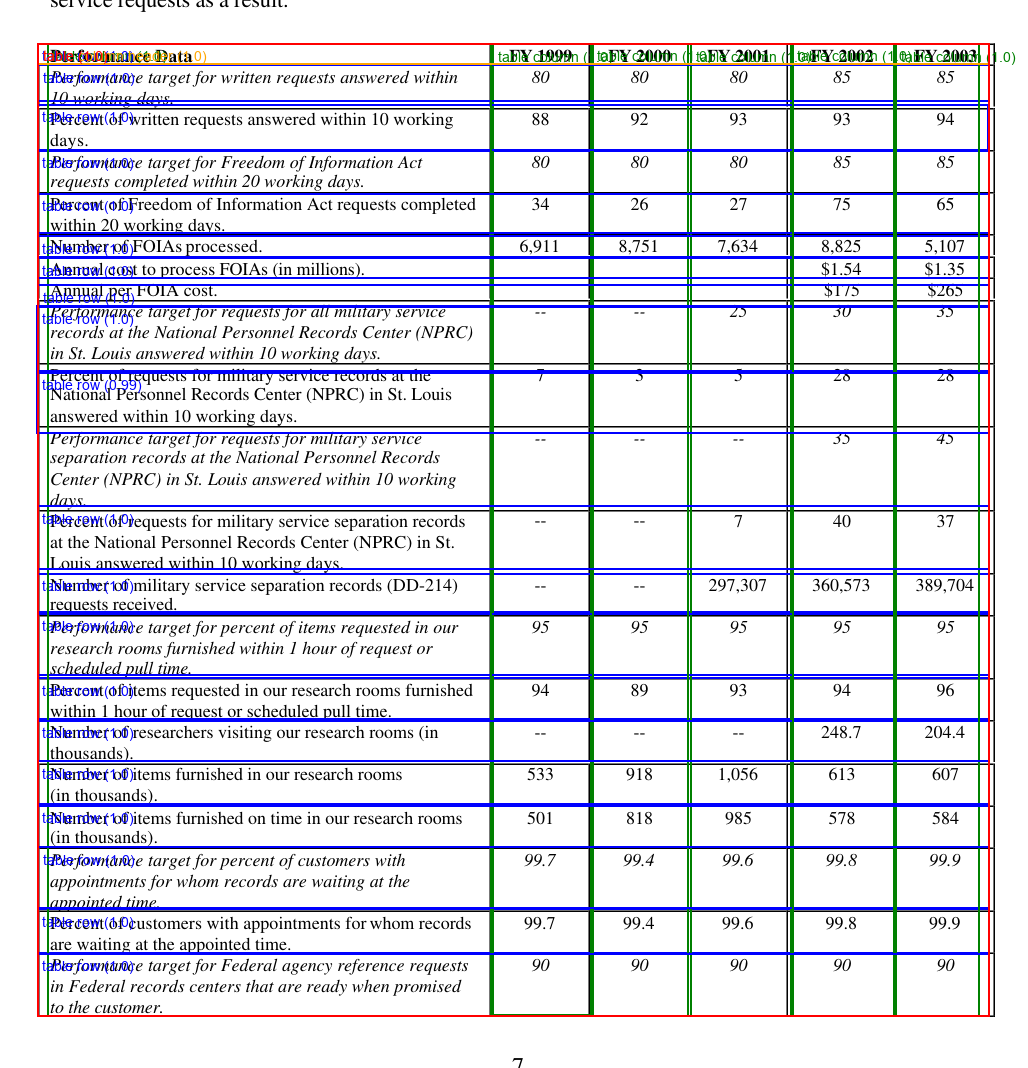 service requests as a result.
Performance Data FY 1999 FY 2000 FY 2001 FY 2002 FY 2003
Performance target for written requests answered within 80 80 80 85 85
10 working days.
Percent of written requests answered within 10 working 88 92 93 93 94
days.
Performance target for Freedom of Information Act 80 80 80 85 85
requests completed within 20 working days.
Percent of Freedom of Information Act requests completed 34 26 27 75 65
within 20 working days.
Number of FOIAs processed. 6,911 8,751 7,634 8,825 5,107
Annual cost to process FOIAs (in millions). $1.54 $1.35
Annual per FOIA cost. $175 $265
Performance target for requests for all military service -- -- 25 30 35
records at the National Personnel Records Center (NPRC)
in St. Louis answered within 10 working days.
Percent of requests for military service records at the 7 3 5 28 28
National Personnel Records Center (NPRC) in St. Louis
answered within 10 working days.
Performance target for requests for military service -- -- -- 35 45
separation records at the National Personnel Records
Center (NPRC) in St. Louis answered within 10 working
days.
Percent of requests for military service separation records -- -- 7 40 37
at the National Personnel Records Center (NPRC) in St.
Louis answered within 10 working days.
Number of military service separation records (DD-214) -- -- 297,307 360,573 389,704
requests received.
Performance target for percent of items requested in our 95 95 95 95 95
research rooms furnished within 1 hour of request or
scheduled pull time.
Percent of items requested in our research rooms furnished 94 89 93 94 96
within 1 hour of request or scheduled pull time.
Number of researchers visiting our research rooms (in -- -- -- 248.7 204.4
thousands).
Number of items furnished in our research rooms 533 918 1,056 613 607
(in thousands).
Number of items furnished on time in our research rooms 501 818 985 578 584
(in thousands).
Performance target for percent of customers with 99.7 99.4 99.6 99.8 99.9
appointments for whom records are waiting at the
appointed time.
Percent of customers with appointments for whom records 99.7 99.4 99.6 99.8 99.9
are waiting at the appointed time.
Performance target for Federal agency reference requests 90 90 90 90 90
in Federal records centers that are ready when promised
to the customer.
7